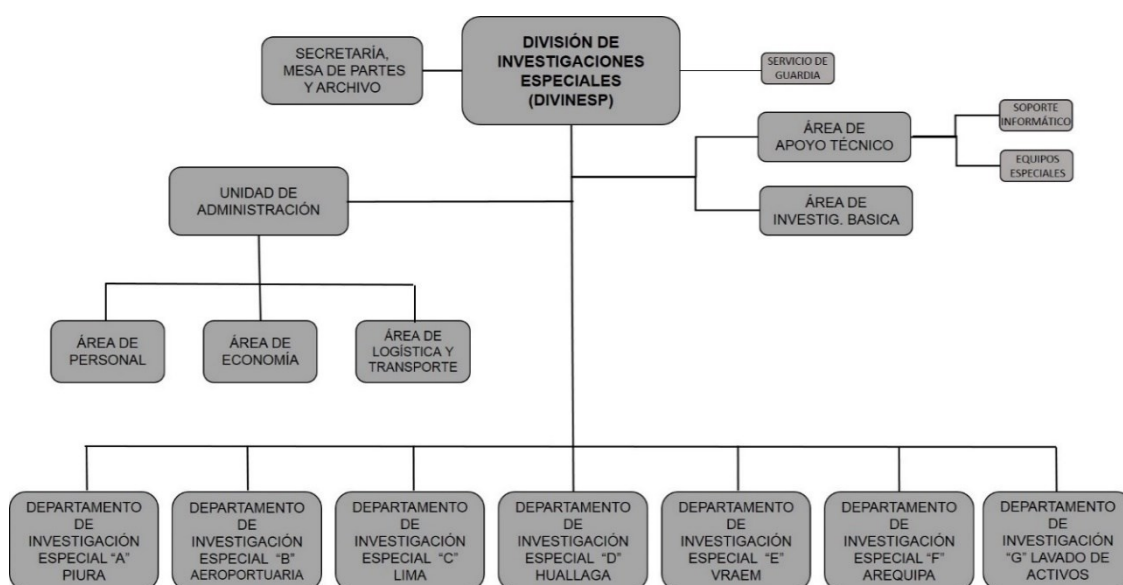 SECRETARÍA,
MESA DE PARTES
Y ARCHIVO
DIVISIÓN DE
INVESTIGACIONES
ESPECIALES
(DIVINESP)
SERVICIO DE
GUARDIA
ÁREA DE
APOYO TÉCNICO
SOPORTE
INFORMÁTICO
EQUIPOS
ESPECIALES
ÁREA DE
INVESTIG. BASICA
UNIDAD DE
ADMINISTRACIÓN
ÁREA DE
PERSONAL
ÁREA DE
ECONOMÍA
ÁREA DE
LOGÍSTICA Y
TRANSPORTE
DEPARTAMENTO
DE
INVESTIGACIÓN
ESPECIAL “A”
PIURA
DEPARTAMENTO
DE
INVESTIGACIÓN
ESPECIAL “B”
AEROPORTUARIA
DEPARTAMENTO
DE
INVESTIGACIÓN
ESPECIAL “C”
LIMA
DEPARTAMENTO
DE
INVESTIGACIÓN
ESPECIAL “D”
HUALLAGA
DEPARTAMENTO
DE
INVESTIGACIÓN
ESPECIAL “E”
VRAEM
DEPARTAMENTO
DE
INVESTIGACIÓN
ESPECIAL “F”
AREQUIPA
DEPARTAMENTO
DE
INVESTIGACIÓN
“G” LAVADO DE
ACTIVOS